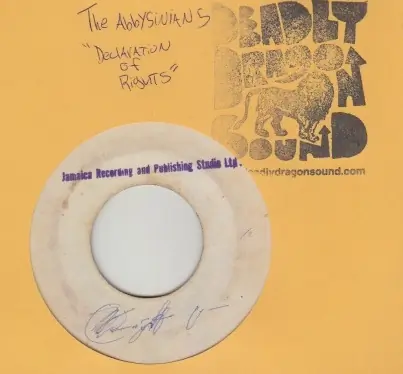 The Abbysinians
"Declaration
of
Rights"
DEADLY
DRAGON
SOUND
deadlydragonsound.com
Jamaica Recording and Publishing Studio Ltd.